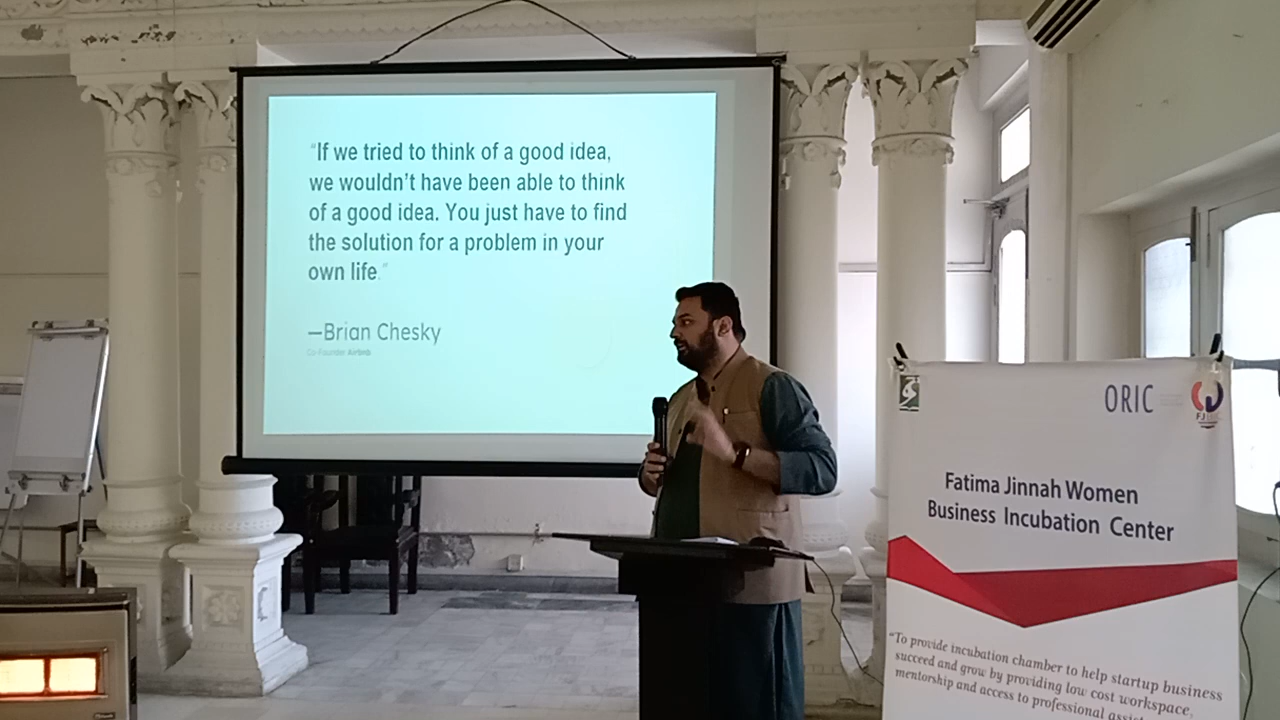 “If we tried to think of a good idea,
we wouldn’t have been able to think
of a good idea. You just have to find
the solution for a problem in your
own life.”
—Brian Chesky
Co-Founder Airbnb
ORIC
Fatima Jinnah Women
Business Incubation Center
“To provide incubation chamber to help startup business
succeed and grow by providing low cost workspace,
mentorship and access to professional